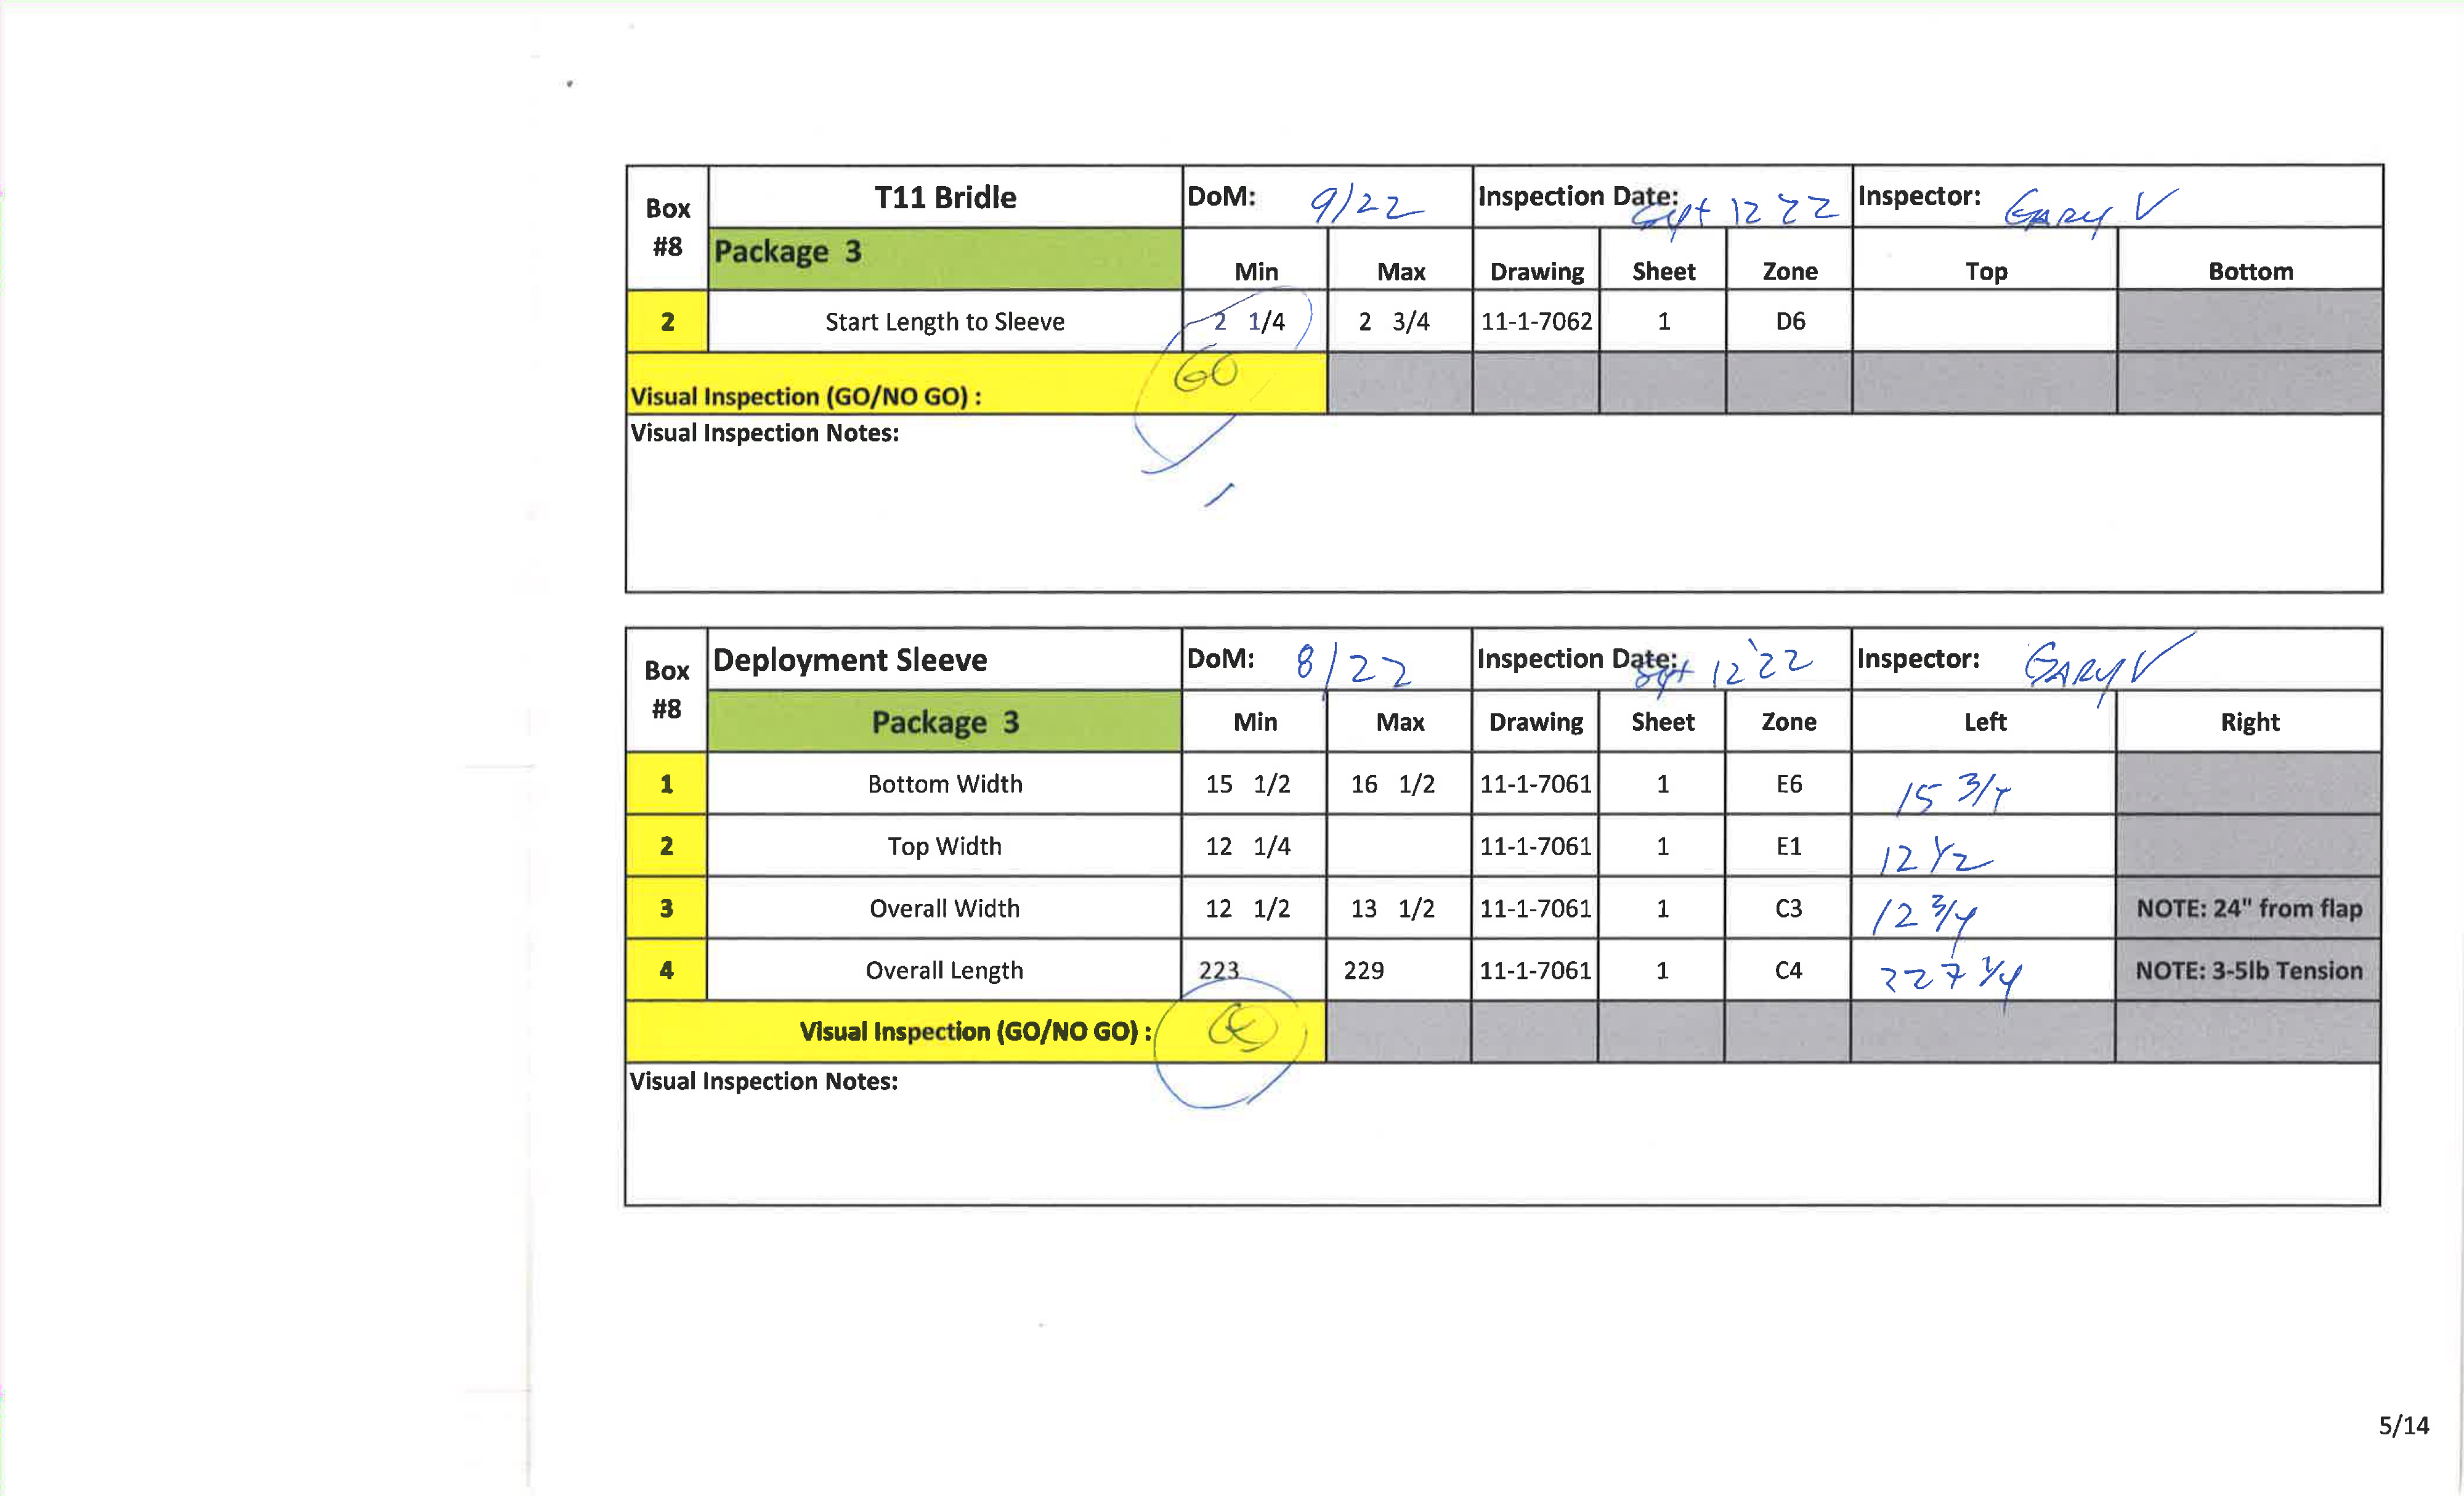 Box #8 T11 Bridle DoM: 9/22 Inspection Date: Sept 12 22 Inspector: GARY V
Package 3 Min Max Drawing Sheet Zone Top Bottom
2 Start Length to Sleeve 2 1/4 2 3/4 11-1-7062 1 D6
Visual Inspection (GO/NO GO) : GO
Visual Inspection Notes:
Box #8 Deployment Sleeve DoM: 8/22 Inspection Date: Sept 12 '22 Inspector: GARY V
Package 3 Min Max Drawing Sheet Zone Left Right
1 Bottom Width 15 1/2 16 1/2 11-1-7061 1 E6 15 3/4
2 Top Width 12 1/4 11-1-7061 1 E1 12 1/2
3 Overall Width 12 1/2 13 1/2 11-1-7061 1 C3 12 3/4 NOTE: 24" from flap
4 Overall Length 223 229 11-1-7061 1 C4 227 1/4 NOTE: 3-5lb Tension
Visual Inspection (GO/NO GO) :
Visual Inspection Notes:
5/14